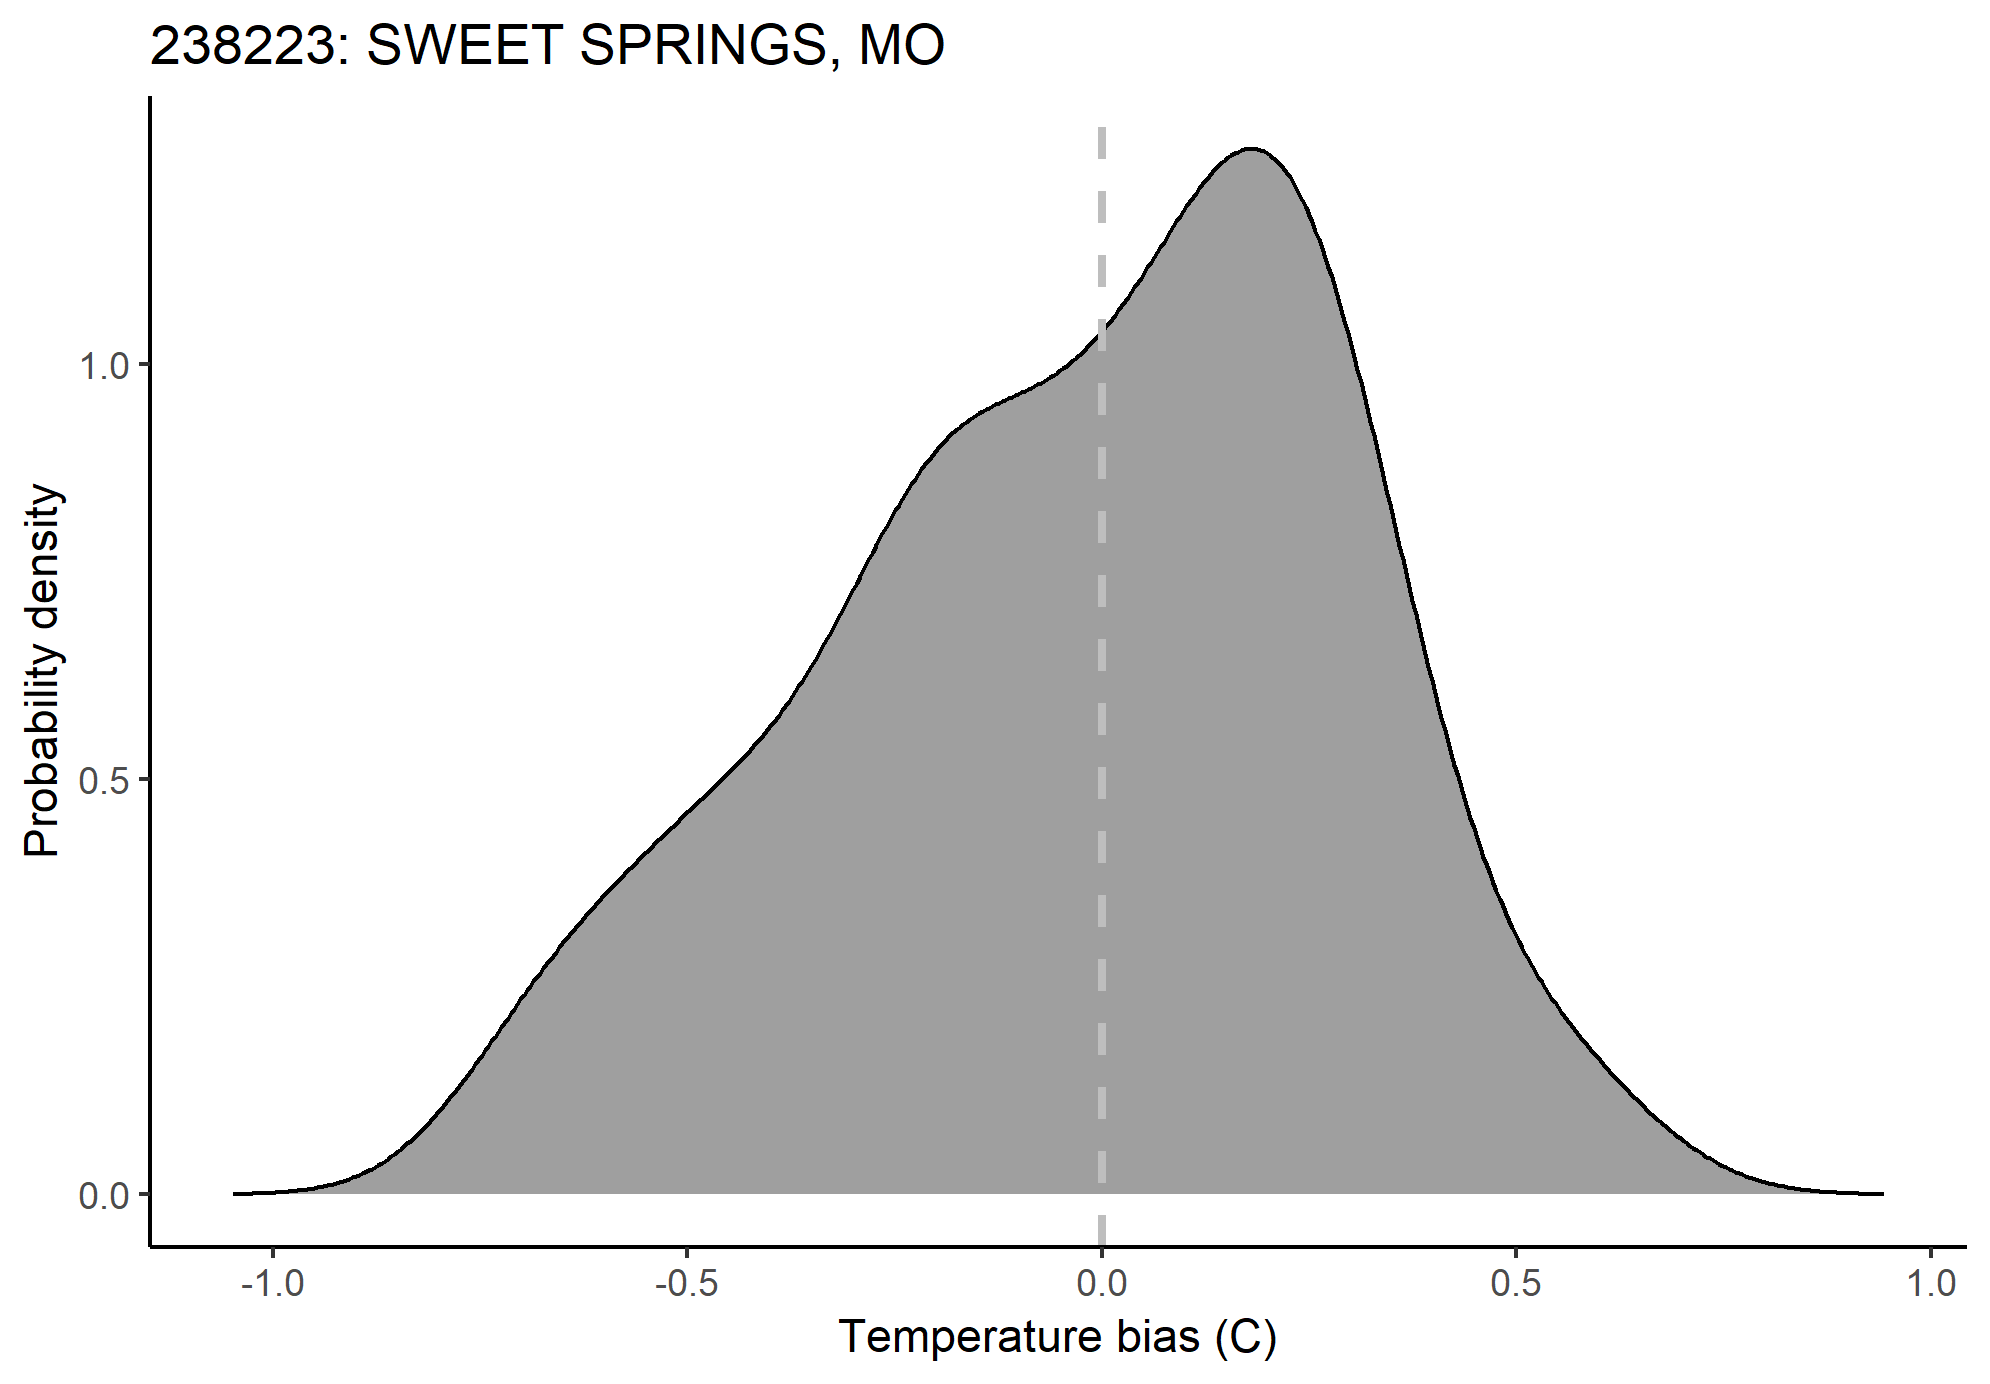 238223: SWEET SPRINGS, MO
Probability density
1.0
0.5
0.0
-1.0 -0.5 0.0 0.5 1.0
Temperature bias (C)